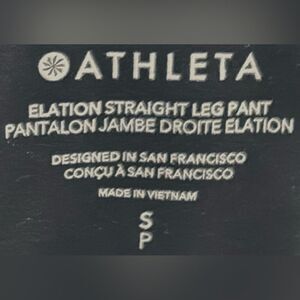 ATHLETA
ELATION STRAIGHT LEG PANT
PANTALON JAMBE DROITE ELATION
DESIGNED IN SAN FRANCISCO
CONÇU À SAN FRANCISCO
MADE IN VIETNAM
S
P